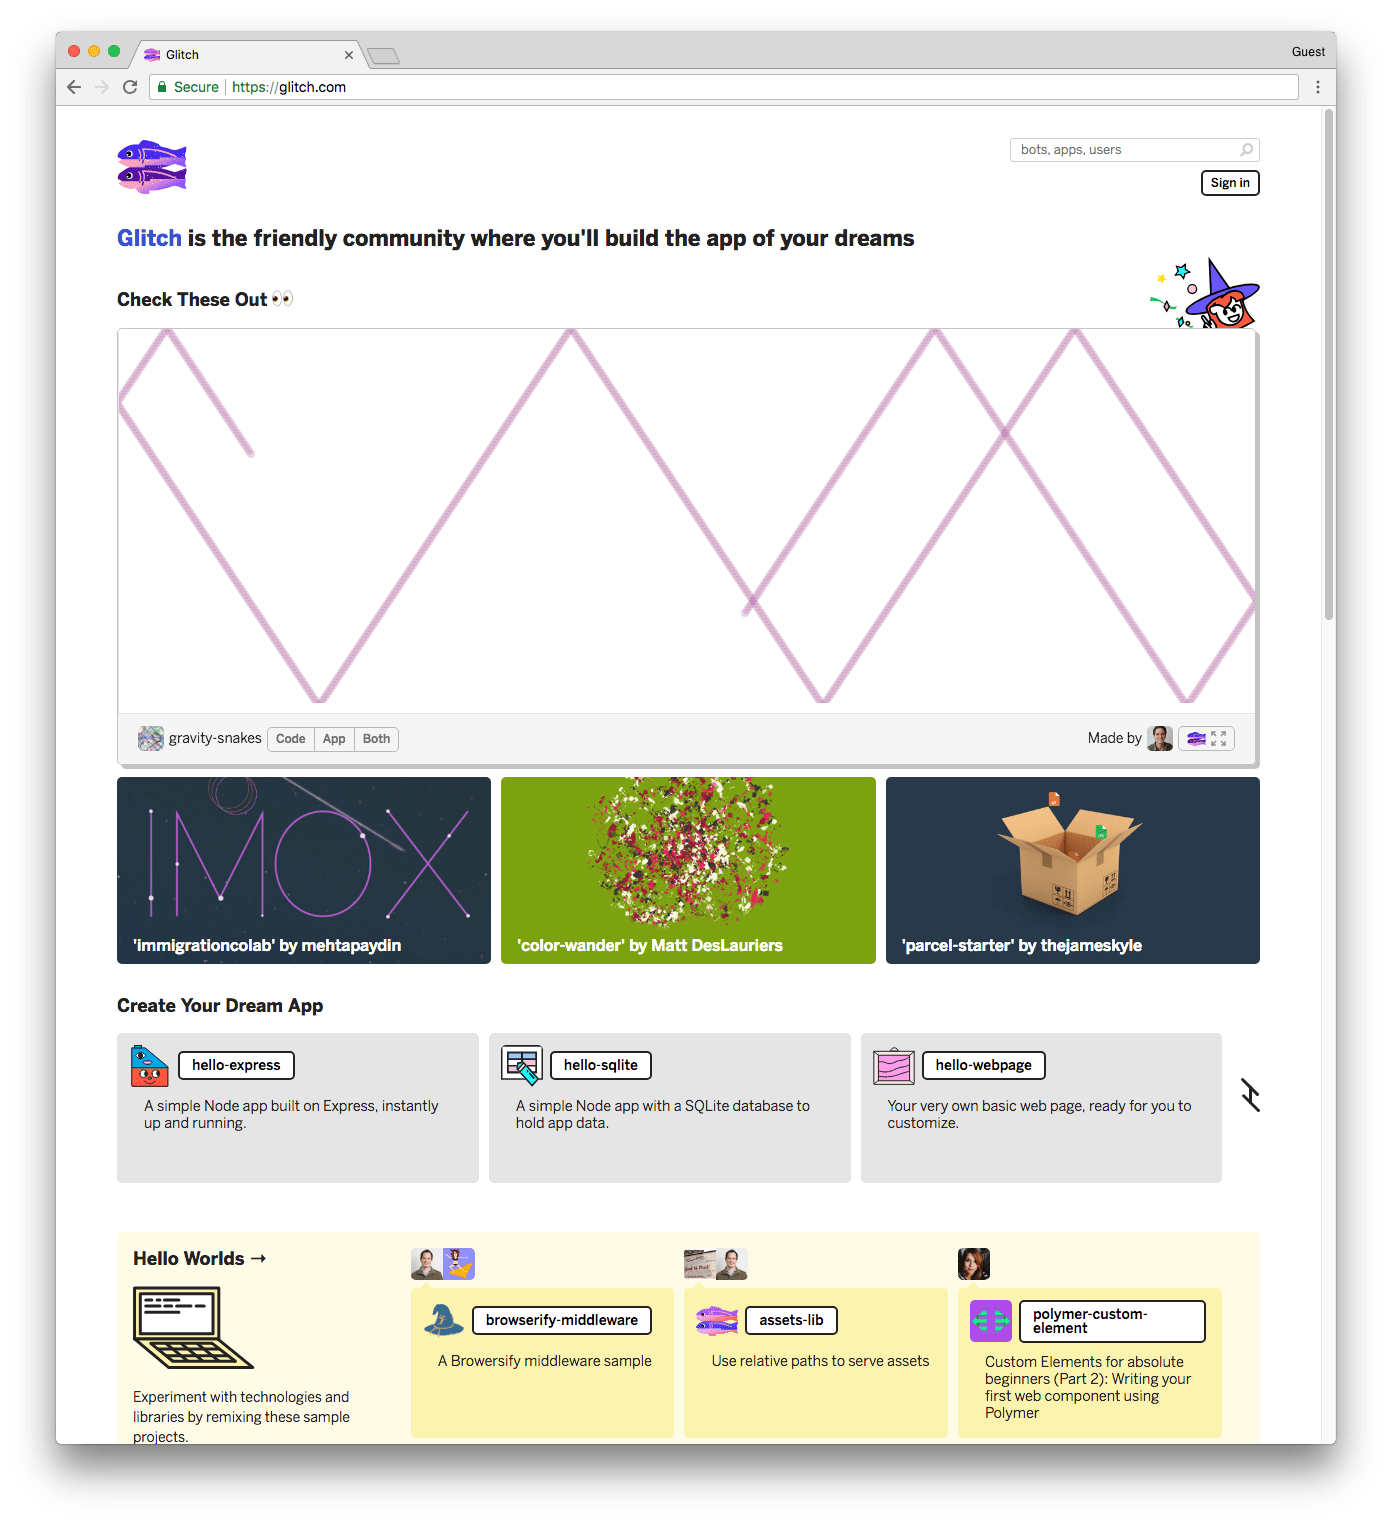 Glitch
Guest
Secure
https://glitch.com
bots, apps, users
Sign in
Glitch is the friendly community where you'll build the app of your dreams
Check These Out 👀
gravity-snakes
Code
App
Both
Made by
IMOX
'immigrationcolab' by mehtapaydin
'color-wander' by Matt DesLauriers
'parcel-starter' by thejameskyle
Create Your Dream App
hello-express
A simple Node app built on Express, instantly
up and running.
hello-sqlite
A simple Node app with a SQLite database to
hold app data.
hello-webpage
Your very own basic web page, ready for you to
customize.
Hello Worlds →
Experiment with technologies and
libraries by remixing these sample
projects.
browserify-middleware
A Browersify middleware sample
assets-lib
Use relative paths to serve assets
polymer-custom-
element
Custom Elements for absolute
beginners (Part 2): Writing your
first web component using
Polymer